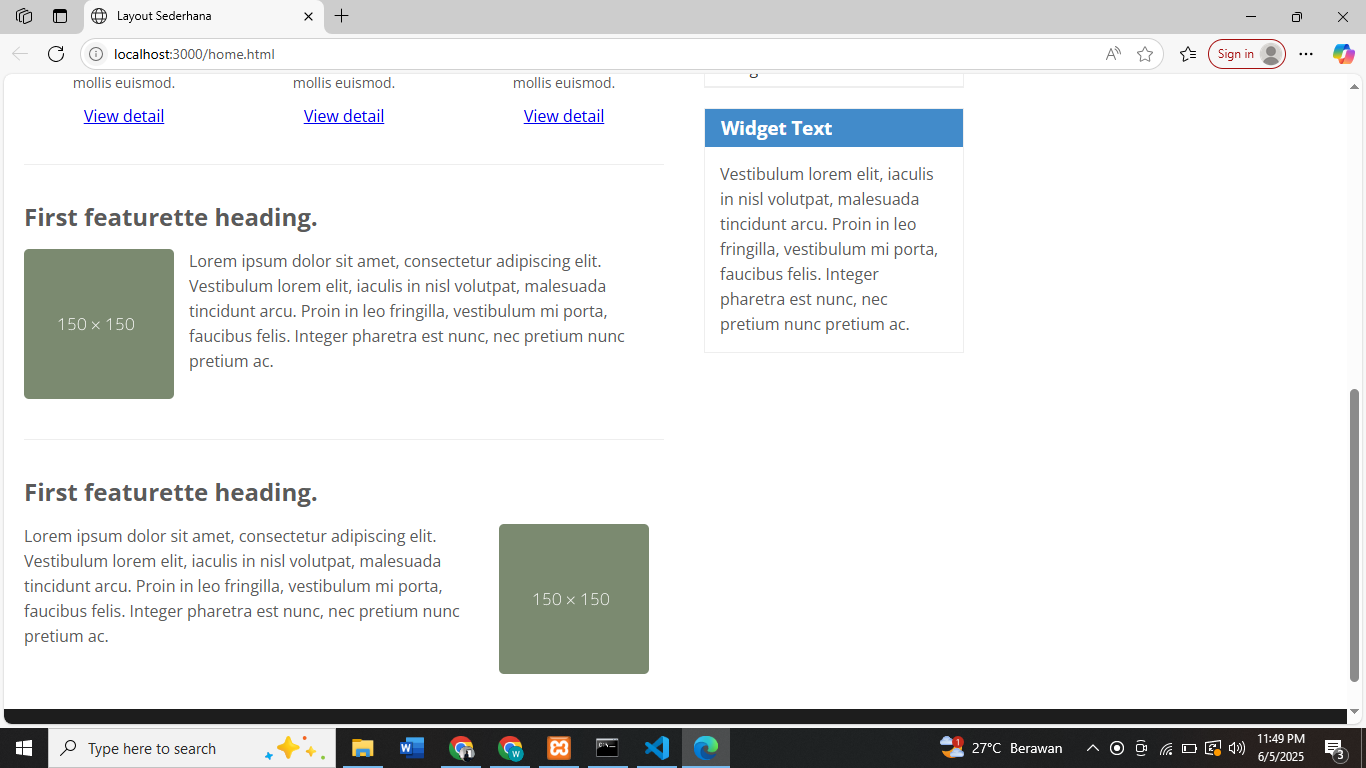 Layout Sederhana
localhost:3000/home.html
Sign in
mollis euismod.
mollis euismod.
mollis euismod.
View detail
View detail
View detail
First featurette heading.
150 × 150
Lorem ipsum dolor sit amet, consectetur adipiscing elit.
Vestibulum lorem elit, iaculis in nisl volutpat, malesuada
tincidunt arcu. Proin in leo fringilla, vestibulum mi porta,
faucibus felis. Integer pharetra est nunc, nec pretium nunc
pretium ac.
First featurette heading.
Lorem ipsum dolor sit amet, consectetur adipiscing elit.
Vestibulum lorem elit, iaculis in nisl volutpat, malesuada
tincidunt arcu. Proin in leo fringilla, vestibulum mi porta,
faucibus felis. Integer pharetra est nunc, nec pretium nunc
pretium ac.
150 × 150
Widget Text
Vestibulum lorem elit, iaculis
in nisl volutpat, malesuada
tincidunt arcu. Proin in leo
fringilla, vestibulum mi porta,
faucibus felis. Integer
pharetra est nunc, nec
pretium nunc pretium ac.
Type here to search
1
27°C Berawan
11:49 PM
6/5/2025
3